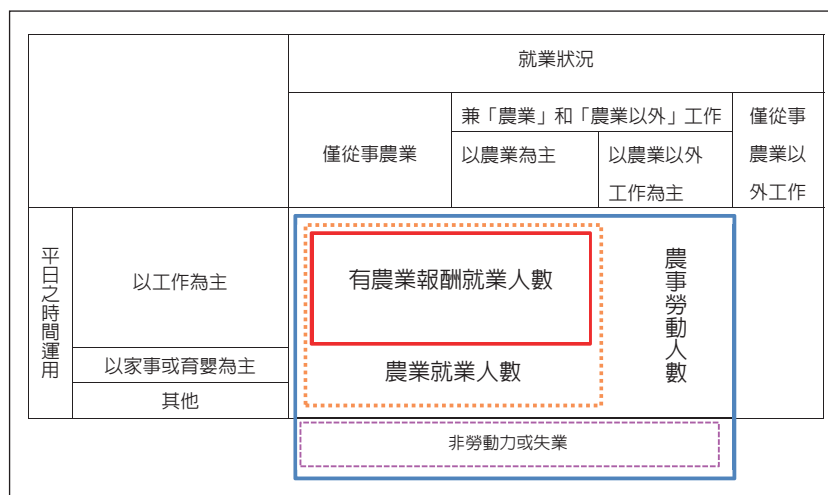 就業狀況
僅從事農業
兼「農業」和「農業以外」工作
以農業為主
以農業以外
工作為主
僅從事
農業以
外工作
平日之時間運用
以工作為主
以家事或育嬰為主
其他
有農業報酬就業人數
農業就業人數
農事勞動人數
非勞動力或失業